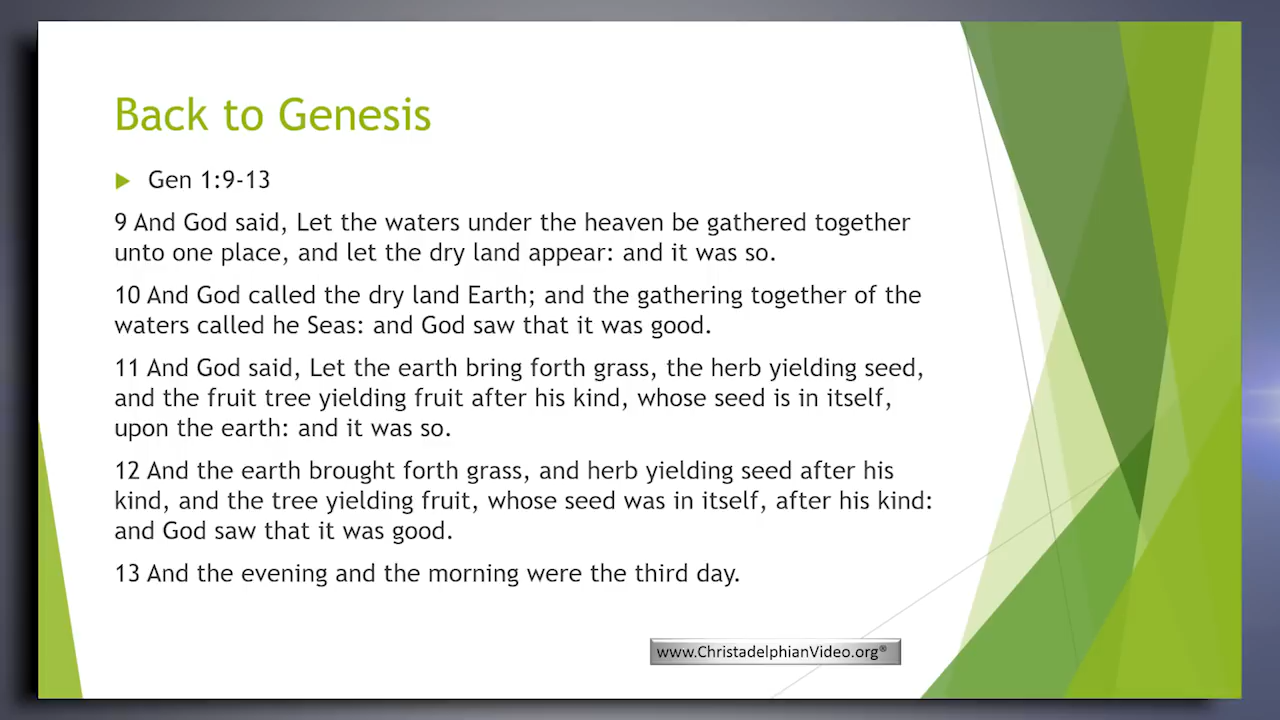 Back to Genesis
Gen 1:9-13
9 And God said, Let the waters under the heaven be gathered together
unto one place, and let the dry land appear: and it was so.
10 And God called the dry land Earth; and the gathering together of the
waters called he Seas: and God saw that it was good.
11 And God said, Let the earth bring forth grass, the herb yielding seed,
and the fruit tree yielding fruit after his kind, whose seed is in itself,
upon the earth: and it was so.
12 And the earth brought forth grass, and herb yielding seed after his
kind, and the tree yielding fruit, whose seed was in itself, after his kind:
and God saw that it was good.
13 And the evening and the morning were the third day.
www.ChristadelphianVideo.org®